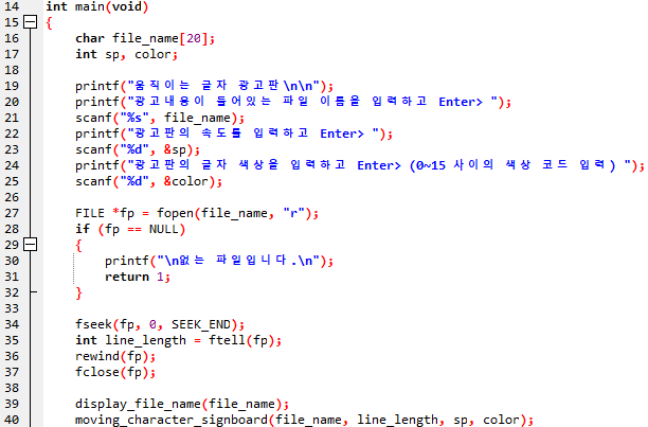 14 int main(void)
15 {
16 char file_name[20];
17 int sp, color;
18
19 printf("움직이는 글자 광고판\n\n");
20 printf("광고내용이 들어있는 파일 이름을 입력하고 Enter> ");
21 scanf("%s", file_name);
22 printf("광고판의 속도를 입력하고 Enter> ");
23 scanf("%d", &sp);
24 printf("광고판의 글자 색상을 입력하고 Enter> (0~15 사이의 색상 코드 입력) ");
25 scanf("%d", &color);
26
27 FILE *fp = fopen(file_name, "r");
28 if (fp == NULL)
29 {
30 printf("\n없는 파일입니다.\n");
31 return 1;
32 }
33
34 fseek(fp, 0, SEEK_END);
35 int line_length = ftell(fp);
36 rewind(fp);
37 fclose(fp);
38
39 display_file_name(file_name);
40 moving_character_signboard(file_name, line_length, sp, color);